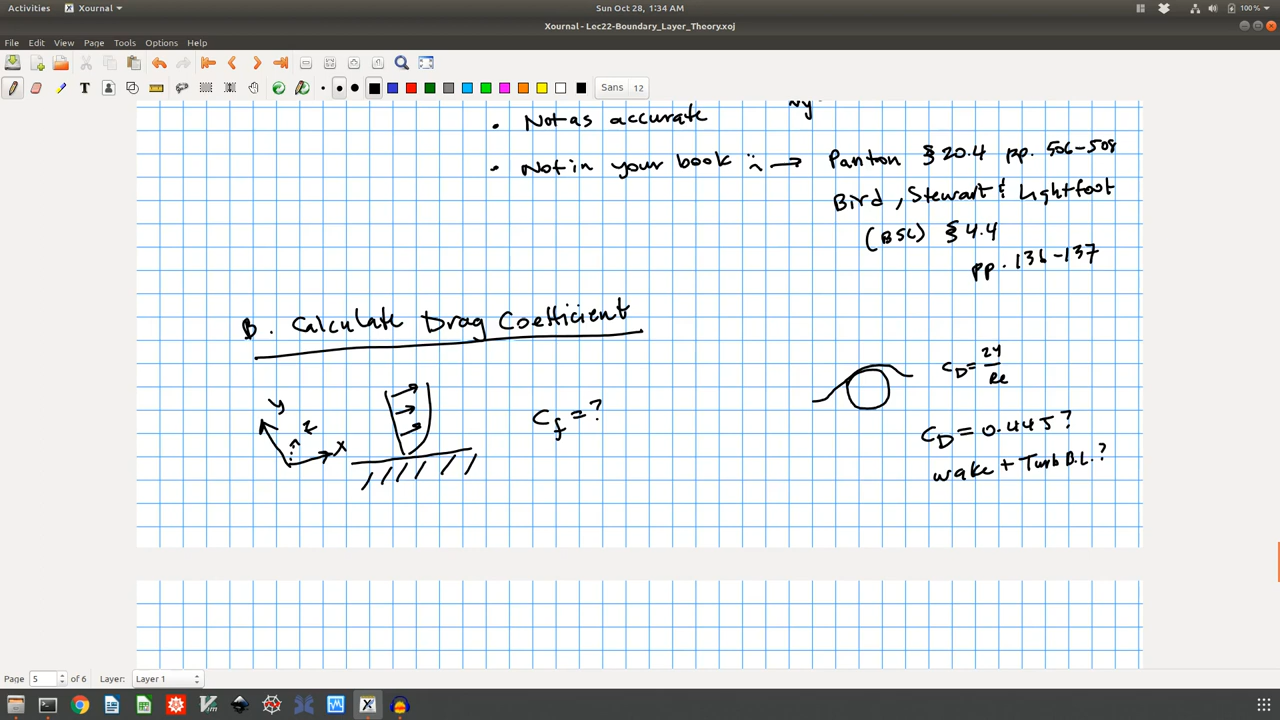 Activities Xournal Sun Oct 28, 1:34 AM 100 %
Xournal - Lec22-Boundary_Layer_Theory.xoj
File Edit View Page Tools Options Help
Sans 12
• Not as accurate
• Not in your book → Panton § 20.4 pp. 506-508
Bird, Stewart & Lightfoot
(BSL) § 4.4
pp. 136-137
B. Calculate Drag Coefficient
y z x
C_f = ?
C_D = 24/Re
C_D = 0.445?
wake + Turb B.L.?
Page 5 of 6 Layer: Layer 1